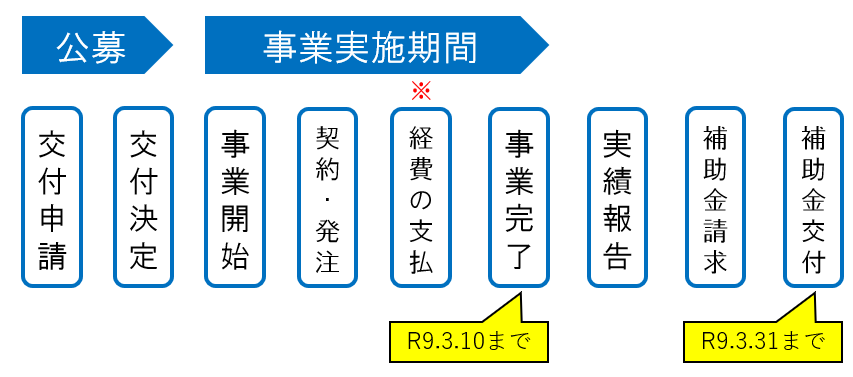 公募
事業実施期間
※
交付申請
交付決定
事業開始
契約・発注
経費の支払
事業完了
実績報告
補助金請求
補助金交付
R9.3.10まで
R9.3.31まで